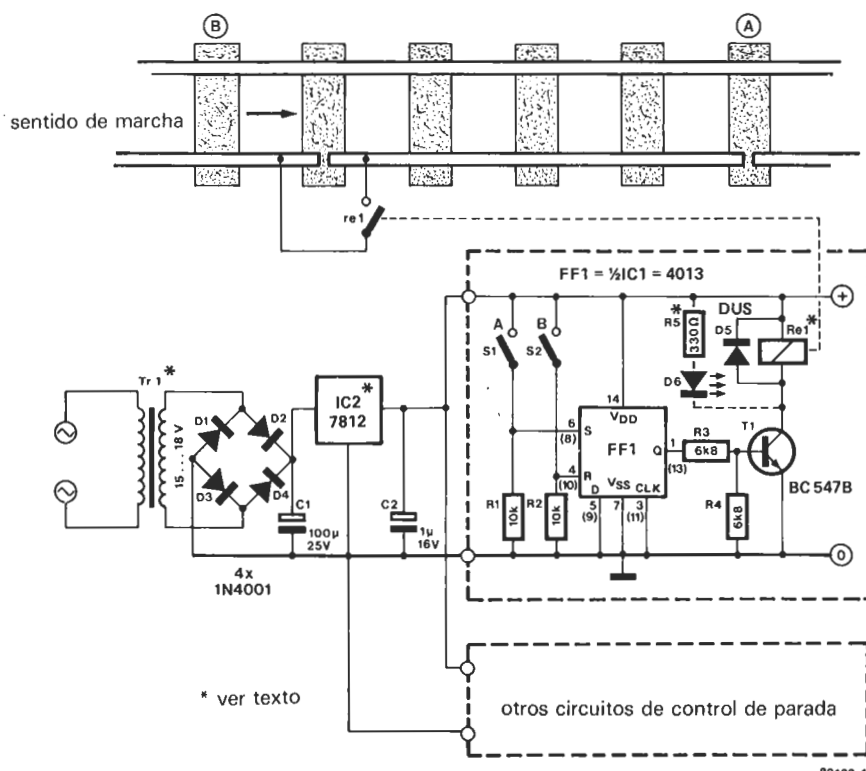 B
A
sentido de marcha
re1
FF1 = ½IC1 = 4013
+
A
B
S1
S2
*
R5
330Ω
DUS
D5
Re1
*
D6
14
VDD
6
(8)
S
FF1
Q
1
(13)
R3
6k8
T1
BC 547B
4
(10)
R
VSS
D
CLK
5
(9)
7
3
(11)
R1
10k
R2
10k
R4
6k8
0
Tr 1
*
15 ... 18 V
D1
D2
D3
D4
IC2
7812
*
C1
100µ
25V
C2
1µ
16V
4x
1N4001
* ver texto
otros circuitos de control de parada